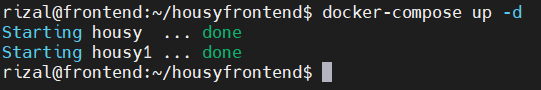 rizal@frontend:~/housyfrontend$ docker-compose up -d
Starting housy  ... done
Starting housy1 ... done
rizal@frontend:~/housyfrontend$